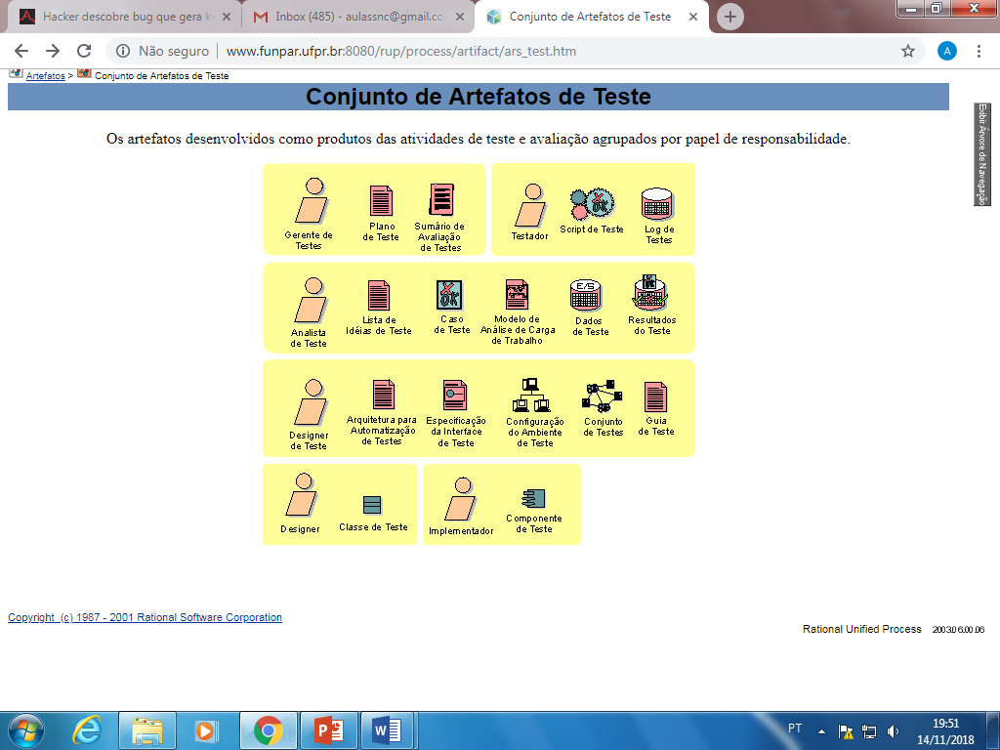 Hacker descobre bug que gera k
Inbox (485) - aulassnc@gmail.co
Conjunto de Artefatos de Teste
Não seguro
www.funpar.ufpr.br:8080/rup/process/artifact/ars_test.htm
A
Artefatos > Conjunto de Artefatos de Teste
Conjunto de Artefatos de Teste
Exibir Árvore de Navegação
Os artefatos desenvolvidos como produtos das atividades de teste e avaliação agrupados por papel de responsabilidade.
Gerente de
Testes
Plano
de Teste
Sumário de
Avaliação
de Testes
Testador
Script de Teste
Log de
Testes
Analista
de Teste
Lista de
Idéias de Teste
Caso
de Teste
Modelo de
Análise de Carga
de Trabalho
E/S
Dados
de Teste
Resultados
do Teste
Designer
de Teste
Arquitetura para
Automatização
de Testes
Especificação
da Interface
de Teste
Configuração
do Ambiente
de Teste
Conjunto
de Testes
Guia
de Teste
Designer
Classe de Teste
Implementador
Componente
de Teste
Copyright (c) 1987 - 2001 Rational Software Corporation
Rational Unified Process 2003.06.00.06
PT
19:51
14/11/2018